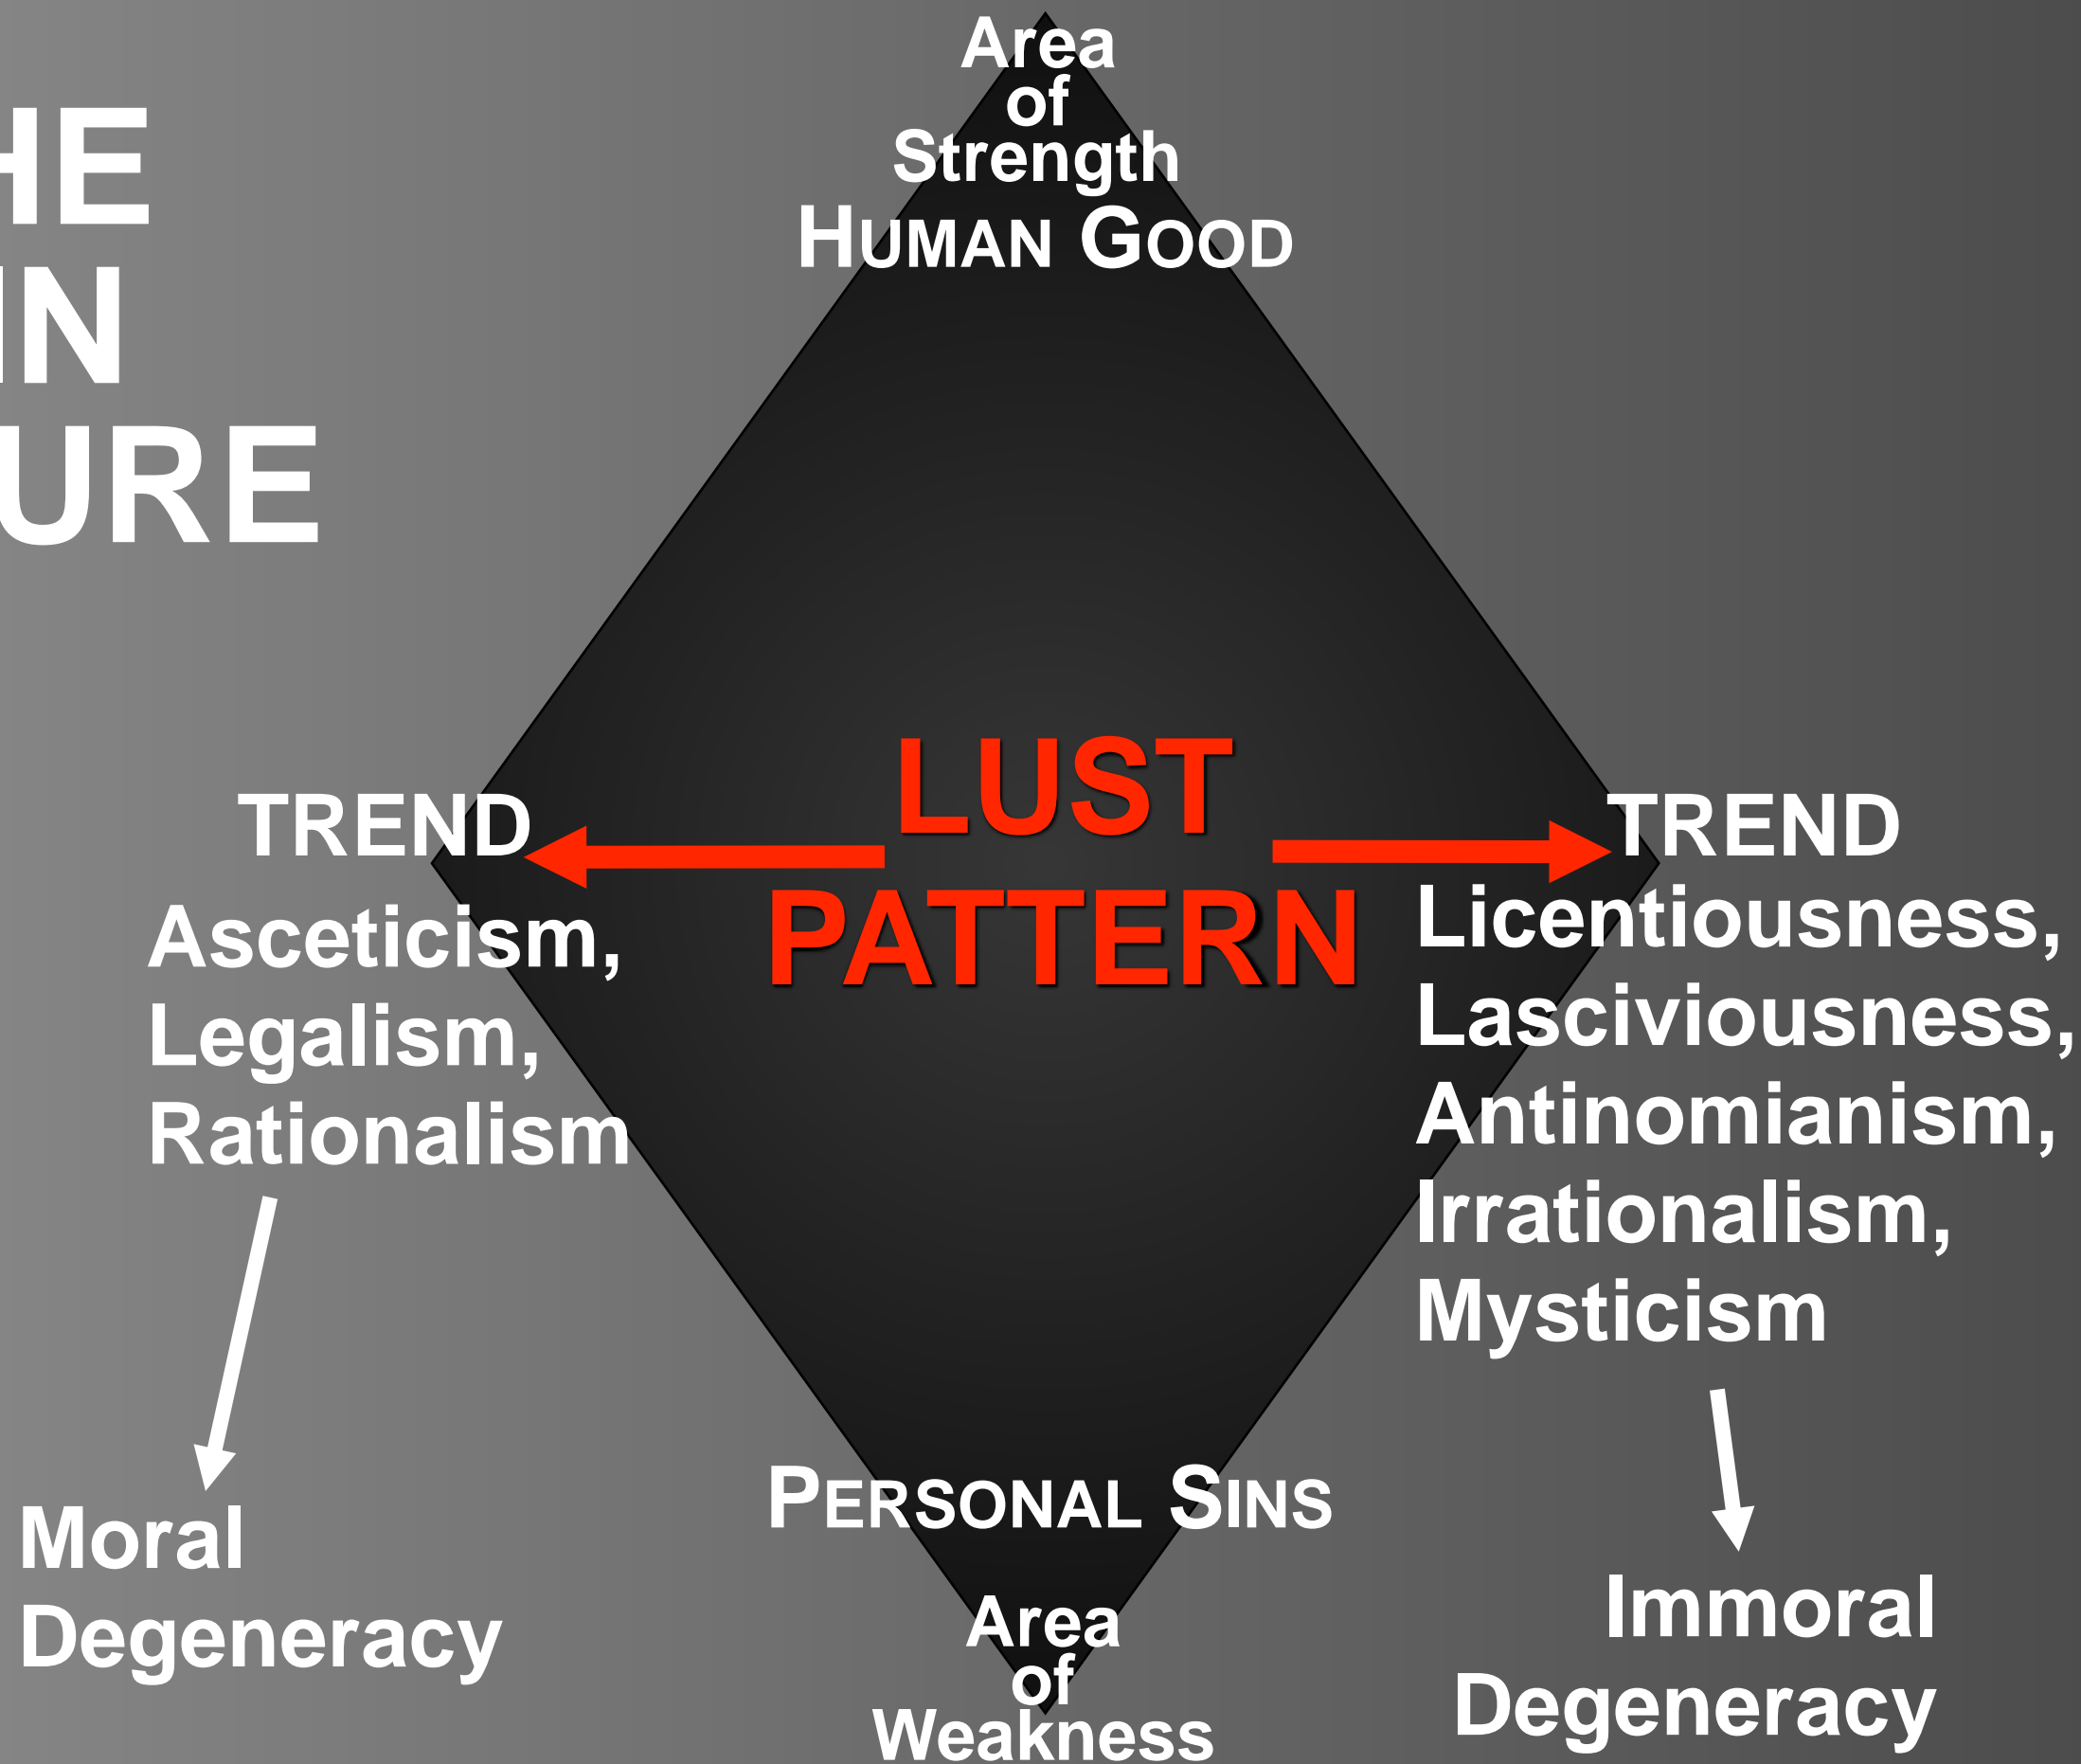 HE
IN
URE
Area
of
Strength
HUMAN GOOD
LUST
PATTERN
TREND
Asceticism,
Legalism,
Rationalism
Moral
Degeneracy
TREND
Licentiousness,
Lasciviousness,
Antinomianism,
Irrationalism,
Mysticism
Immoral
Degeneracy
PERSONAL SINS
Area
of
Weakness